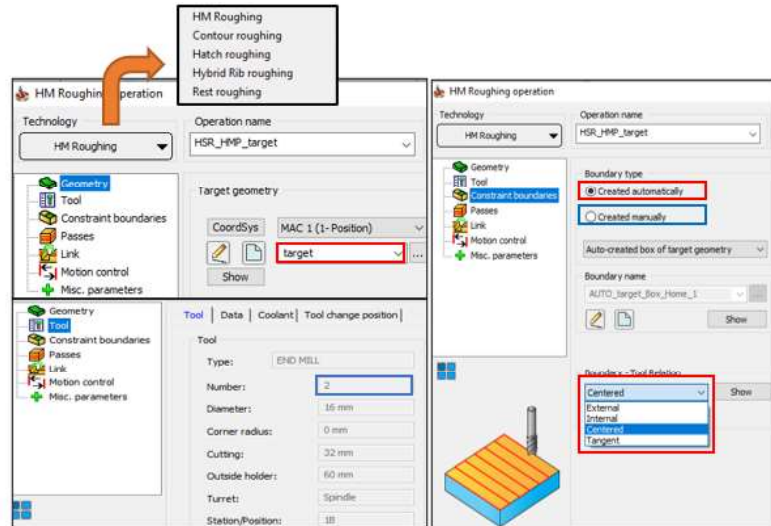 HM Roughing
Contour roughing
Hatch roughing
Hybrid Rib roughing
Rest roughing
HM Roughing operation
Technology
HM Roughing
Operation name
HSR_HMP_target
Geometry
Tool
Constraint boundaries
Passes
Link
Motion control
Misc. parameters
Target geometry
CoordSys
MAC 1 (1- Position)
target
...
Show
Geometry
Tool
Constraint boundaries
Passes
Link
Motion control
Misc. parameters
Tool | Data | Coolant | Tool change position |
Tool
Type: END MILL
Number: 2
Diameter: 16 mm
Corner radius: 0 mm
Cutting: 32 mm
Outside holder: 60 mm
Turret: Spindle
Station/Position: 18
HM Roughing operation
Technology
HM Roughing
Operation name
HSR_HMP_target
Geometry
Tool
Constraint boundaries
Passes
Link
Motion control
Misc. parameters
Boundary type
Created automatically
Created manually
Auto-created box of target geometry
Boundary name
AUTO_target_Box_Home_1
Show
Boundary - Tool Relation
Centered
Show
External
Internal
Centered
Tangent